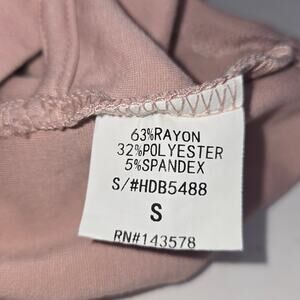 63%RAYON
32%POLYESTER
5%SPANDEX
S/#HDB5488
S
RN#143578